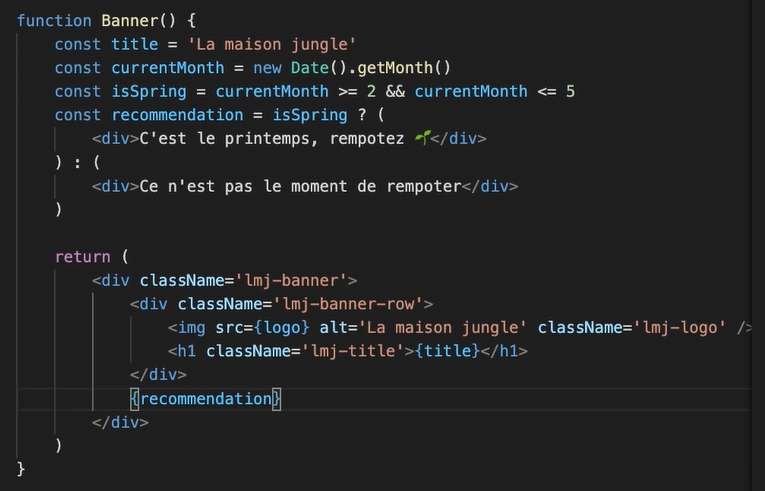 function Banner() {
    const title = 'La maison jungle'
    const currentMonth = new Date().getMonth()
    const isSpring = currentMonth >= 2 && currentMonth <= 5
    const recommendation = isSpring ? (
        <div>C'est le printemps, rempotez 🌱</div>
    ) : (
        <div>Ce n'est pas le moment de rempoter</div>
    )

    return (
        <div className='lmj-banner'>
            <div className='lmj-banner-row'>
                <img src={logo} alt='La maison jungle' className='lmj-logo' />
                <h1 className='lmj-title'>{title}</h1>
            </div>
            {recommendation}
        </div>
    )
}